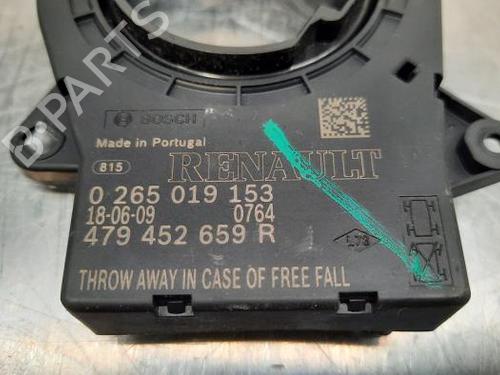 B-PARTS
BOSCH
Made in Portugal
815
RENAULT
0 265 019 153
18-06-09 0764
479 452 659 R
THROW AWAY IN CASE OF FREE FALL